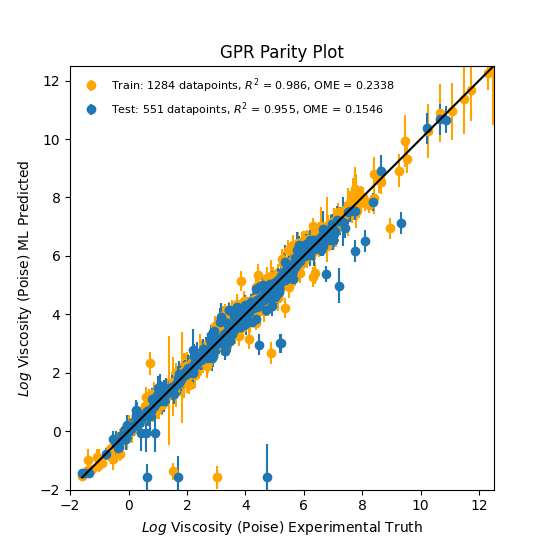 GPR Parity Plot
Train: 1284 datapoints, R² = 0.986, OME = 0.2338
Test: 551 datapoints, R² = 0.955, OME = 0.1546
Log Viscosity (Poise) ML Predicted
12
10
8
6
4
2
0
−2
−2 0 2 4 6 8 10 12
Log Viscosity (Poise) Experimental Truth